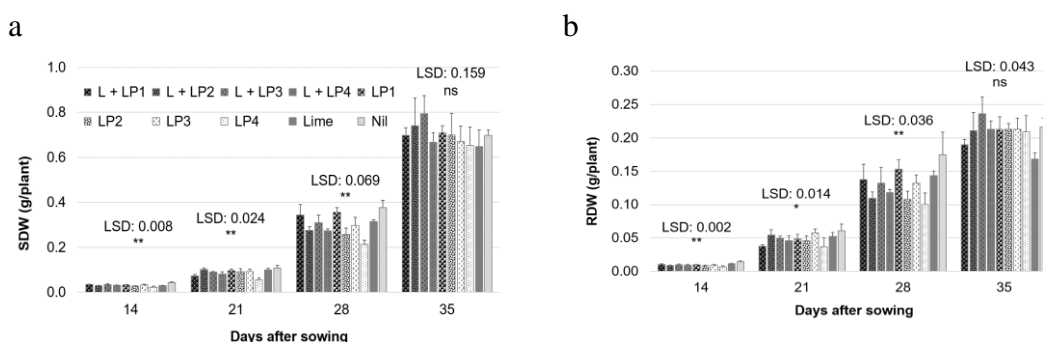 a
SDW (g/plant)
1.0
0.8
0.6
0.4
0.2
0.0
L + LP1 L + LP2 L + LP3 L + LP4 LP1
LP2 LP3 LP4 Lime Nil
LSD: 0.008
**
LSD: 0.024
**
LSD: 0.069
**
LSD: 0.159
ns
14 21 28 35
Days after sowing
b
RDW (g/plant)
0.30
0.25
0.20
0.15
0.10
0.05
0.00
LSD: 0.002
**
LSD: 0.014
*
LSD: 0.036
**
LSD: 0.043
ns
14 21 28 35
Days after sowing